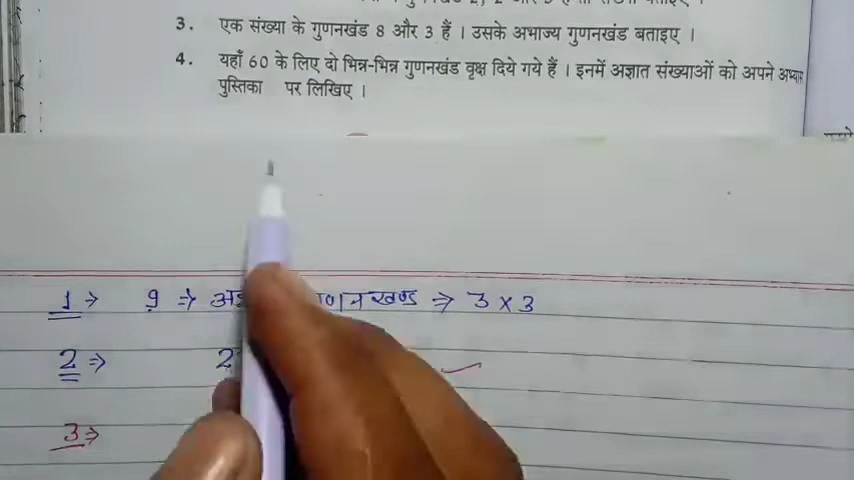 3. एक संख्या के गुणनखंड 8 और 3 हैं । उसके अभाज्य गुणनखंड बताइए ।
4. यहाँ 60 के लिए दो भिन्न-भिन्न गुणनखंड वृक्ष दिये गये हैं । इनमें अज्ञात संख्याओं को अपने अभ्यास
पुस्तिका पर लिखिए ।
1 ⇒ 9 ⇒ ⇒ 3 × 3
2 ⇒ 2
3 ⇒